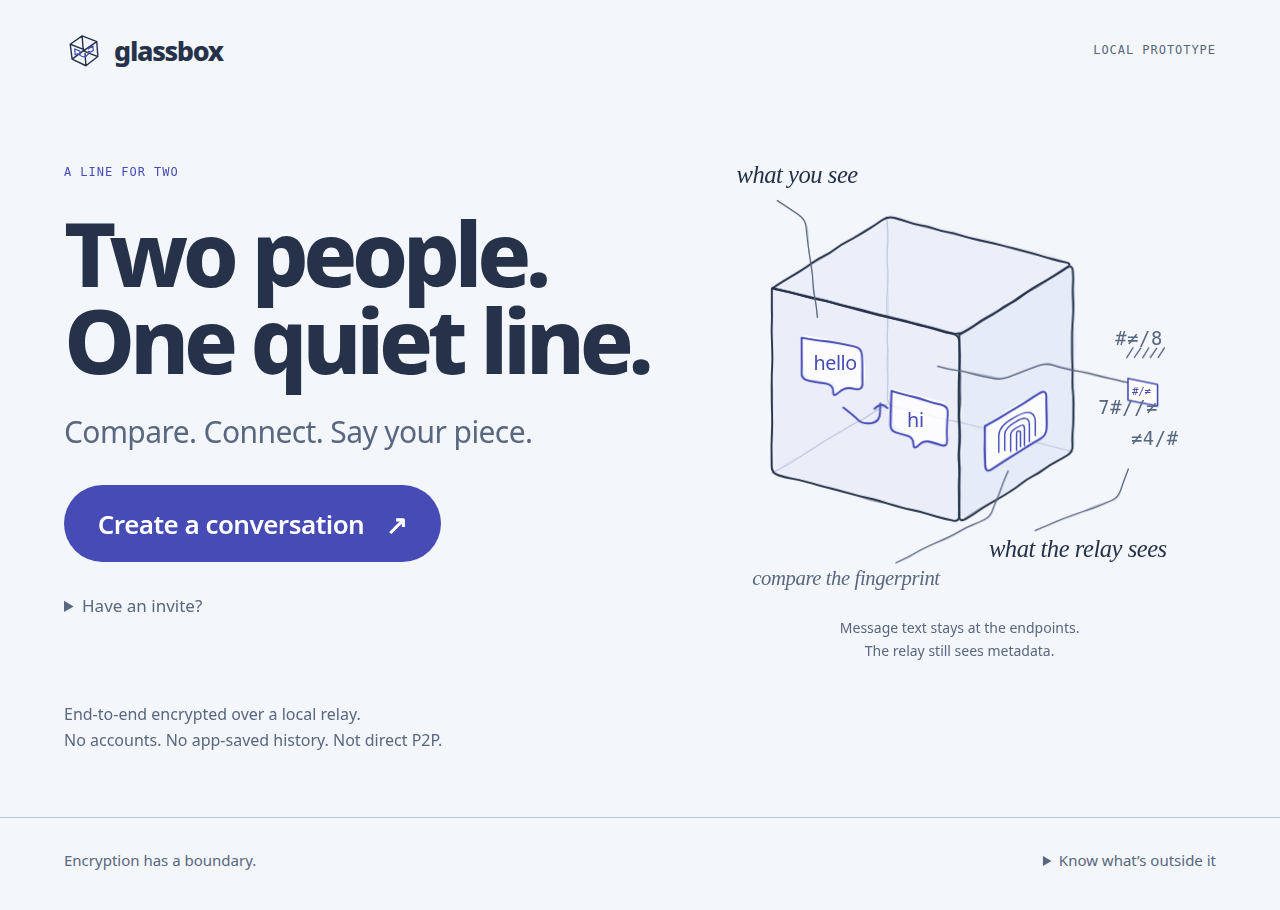 glassbox
LOCAL PROTOTYPE
A LINE FOR TWO
Two people.
One quiet line.
Compare. Connect. Say your piece.
Create a conversation ↗
▶ Have an invite?
End-to-end encrypted over a local relay.
No accounts. No app-saved history. Not direct P2P.
what you see
hello
hi
#≠/8
/////
#/≠
7#//≠
≠4/#
what the relay sees
compare the fingerprint
Message text stays at the endpoints.
The relay still sees metadata.
Encryption has a boundary.
▶ Know what’s outside it